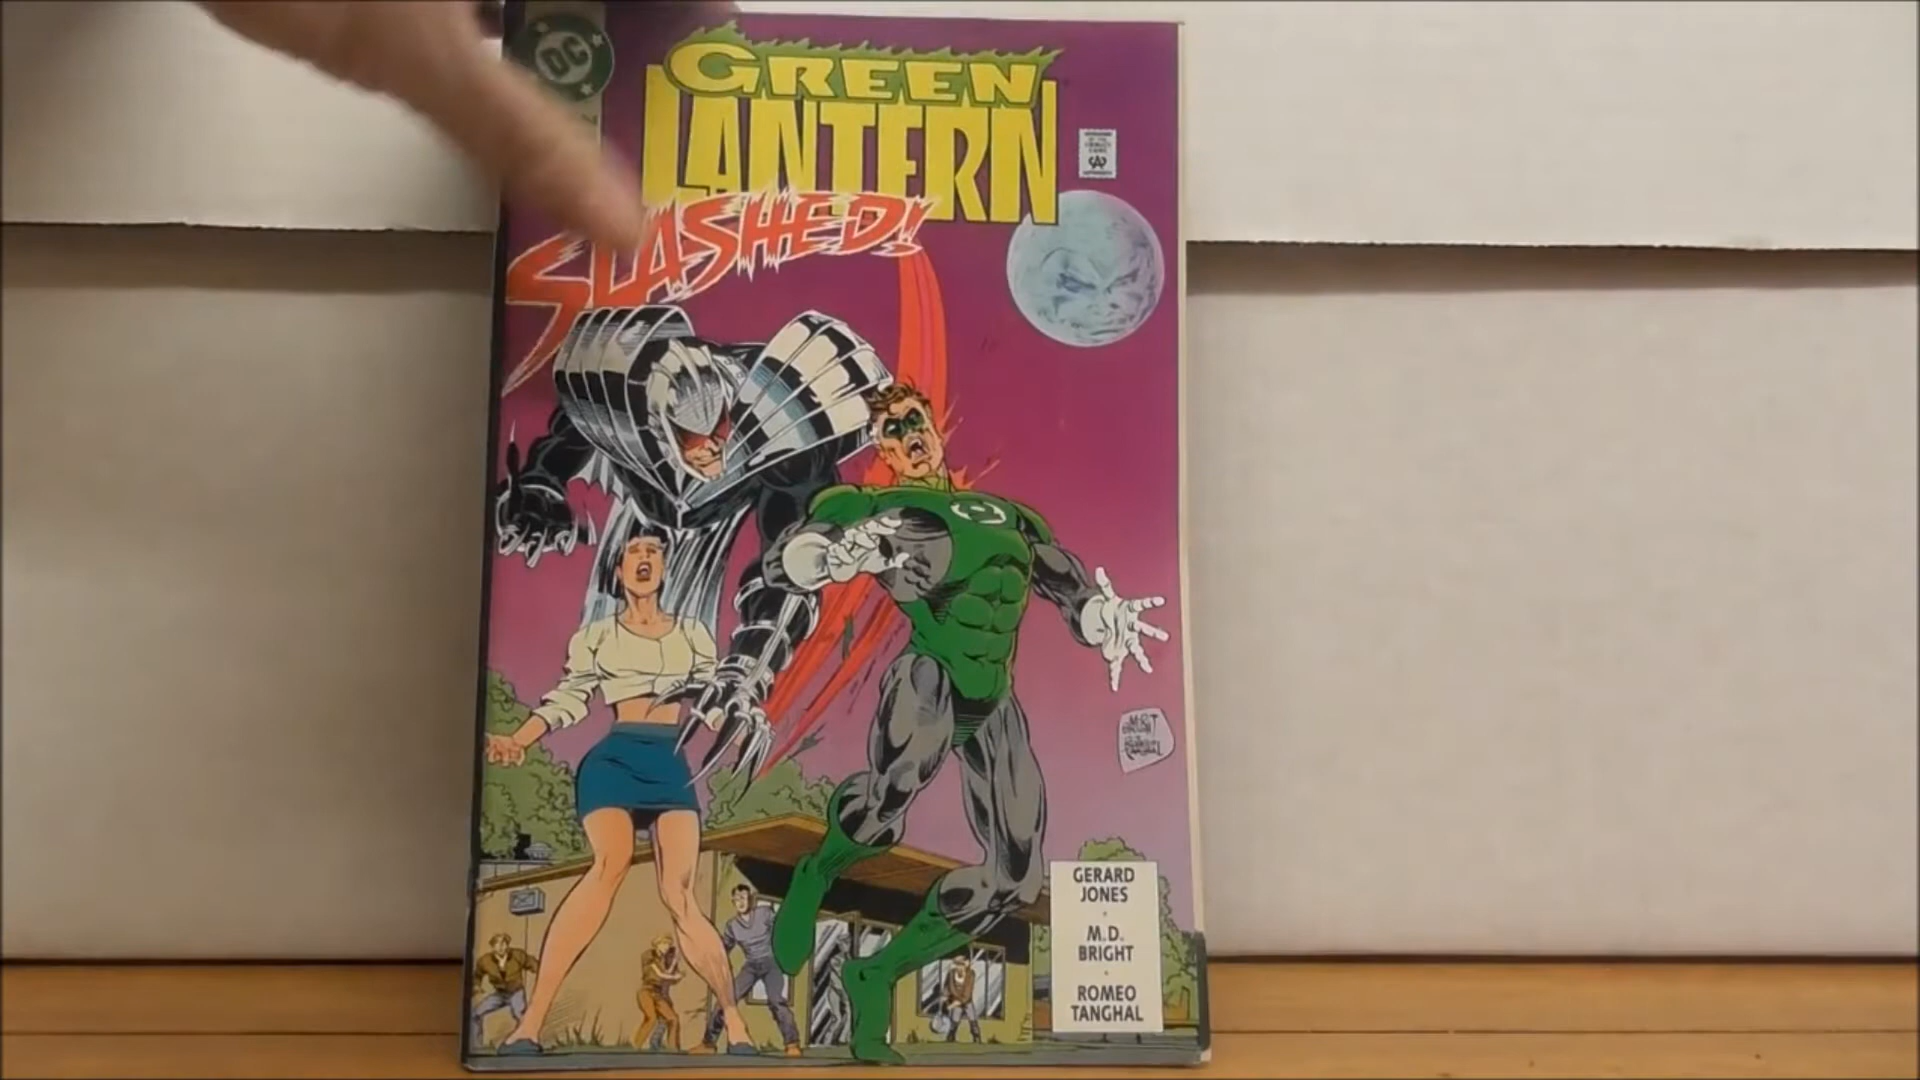 DC
GREEN
LANTERN
SLASHED!
GERARD
JONES
M.D.
BRIGHT
ROMEO
TANGHAL